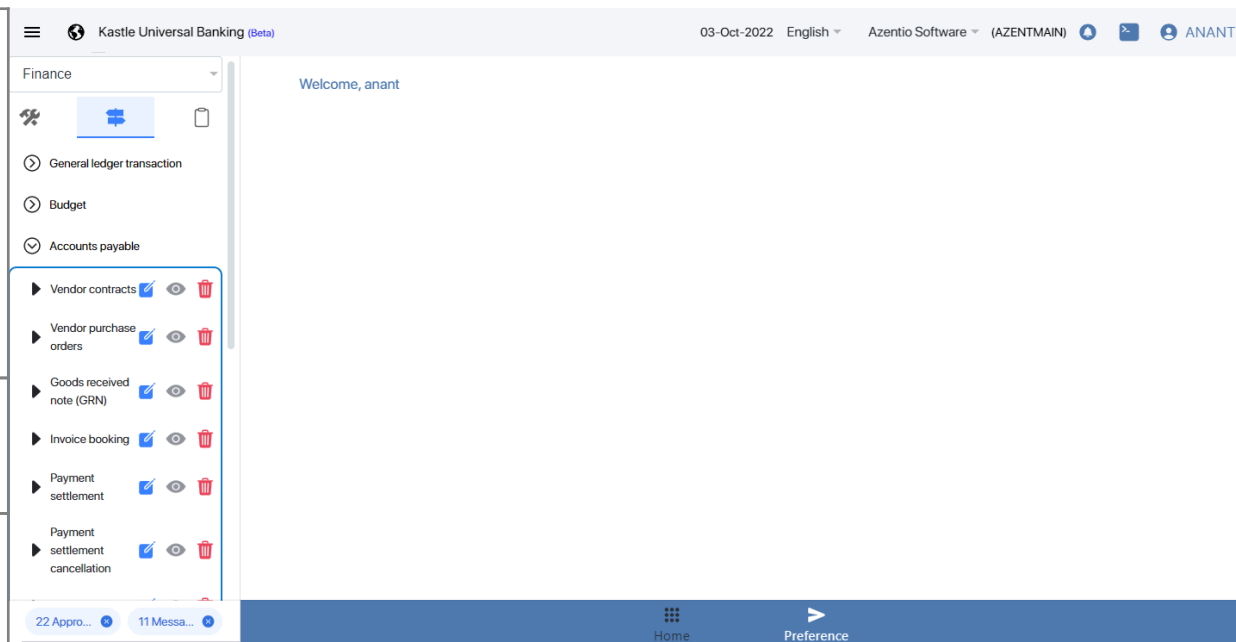 Kastle Universal Banking (Beta)
03-Oct-2022 English Azentio Software (AZENTMAIN) ANANT
Finance
Welcome, anant
General ledger transaction
Budget
Accounts payable
Vendor contracts
Vendor purchase
orders
Goods received
note (GRN)
Invoice booking
Payment
settlement
Payment
settlement
cancellation
22 Appro...
11 Messa...
Home
Preference